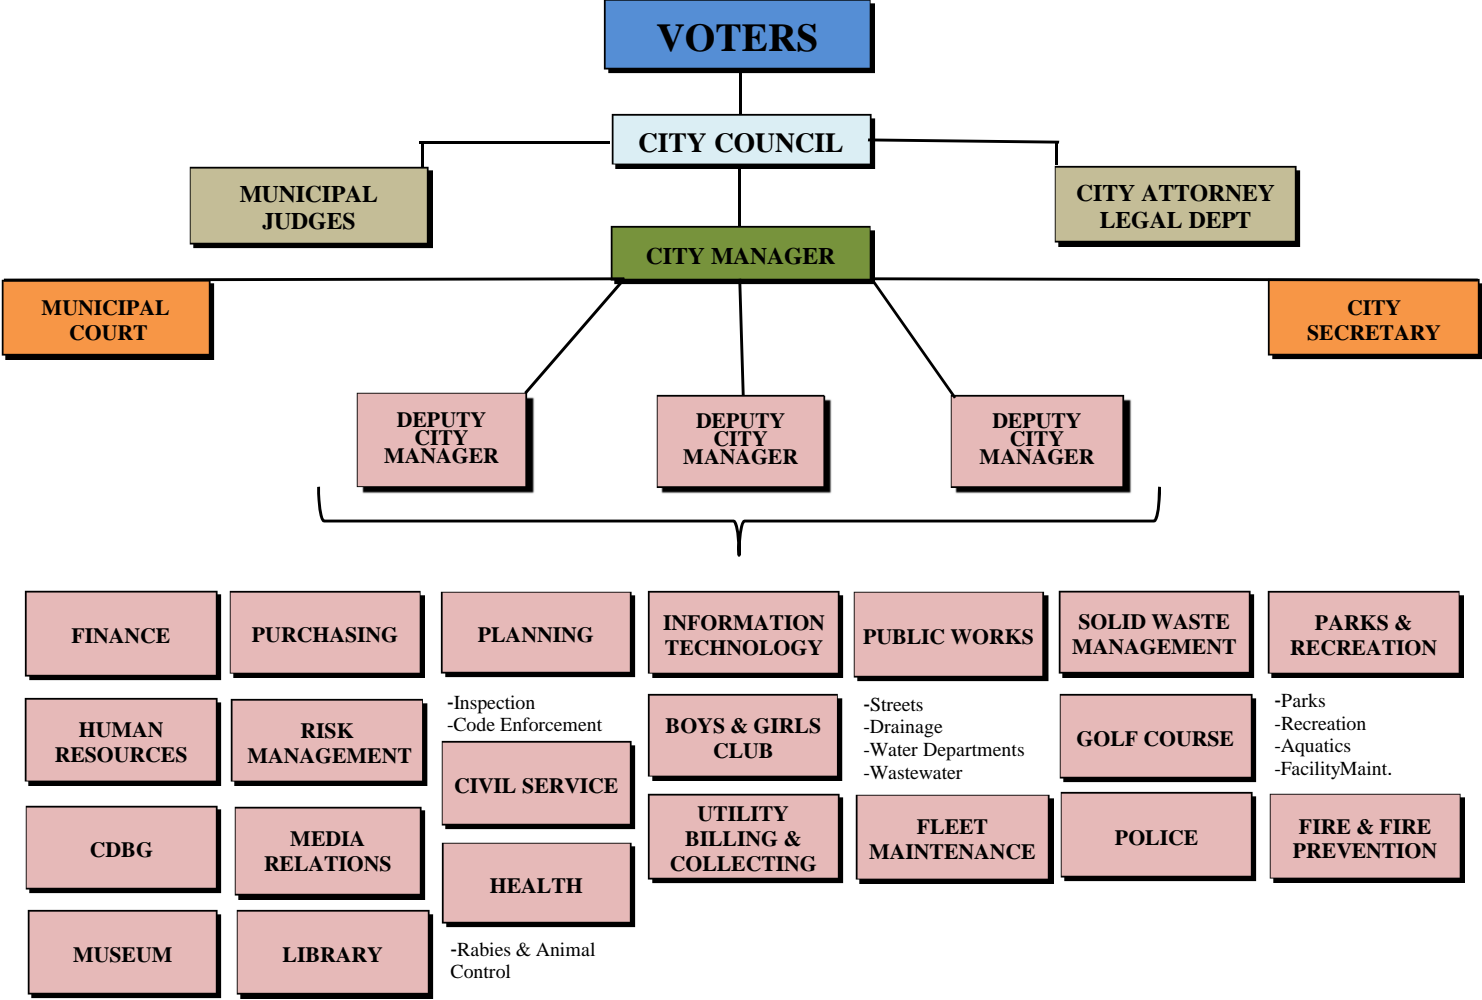 VOTERS
CITY COUNCIL
MUNICIPAL
JUDGES
CITY ATTORNEY
LEGAL DEPT
CITY MANAGER
MUNICIPAL
COURT
CITY
SECRETARY
DEPUTY
CITY
MANAGER
DEPUTY
CITY
MANAGER
DEPUTY
CITY
MANAGER
FINANCE
PURCHASING
PLANNING
INFORMATION
TECHNOLOGY
PUBLIC WORKS
SOLID WASTE
MANAGEMENT
PARKS &
RECREATION
HUMAN
RESOURCES
RISK
MANAGEMENT
-Inspection
-Code Enforcement
BOYS & GIRLS
CLUB
-Streets
-Drainage
-Water Departments
-Wastewater
GOLF COURSE
-Parks
-Recreation
-Aquatics
-FacilityMaint.
CIVIL SERVICE
CDBG
MEDIA
RELATIONS
UTILITY
BILLING &
COLLECTING
FLEET
MAINTENANCE
POLICE
FIRE & FIRE
PREVENTION
HEALTH
MUSEUM
LIBRARY
-Rabies & Animal
Control